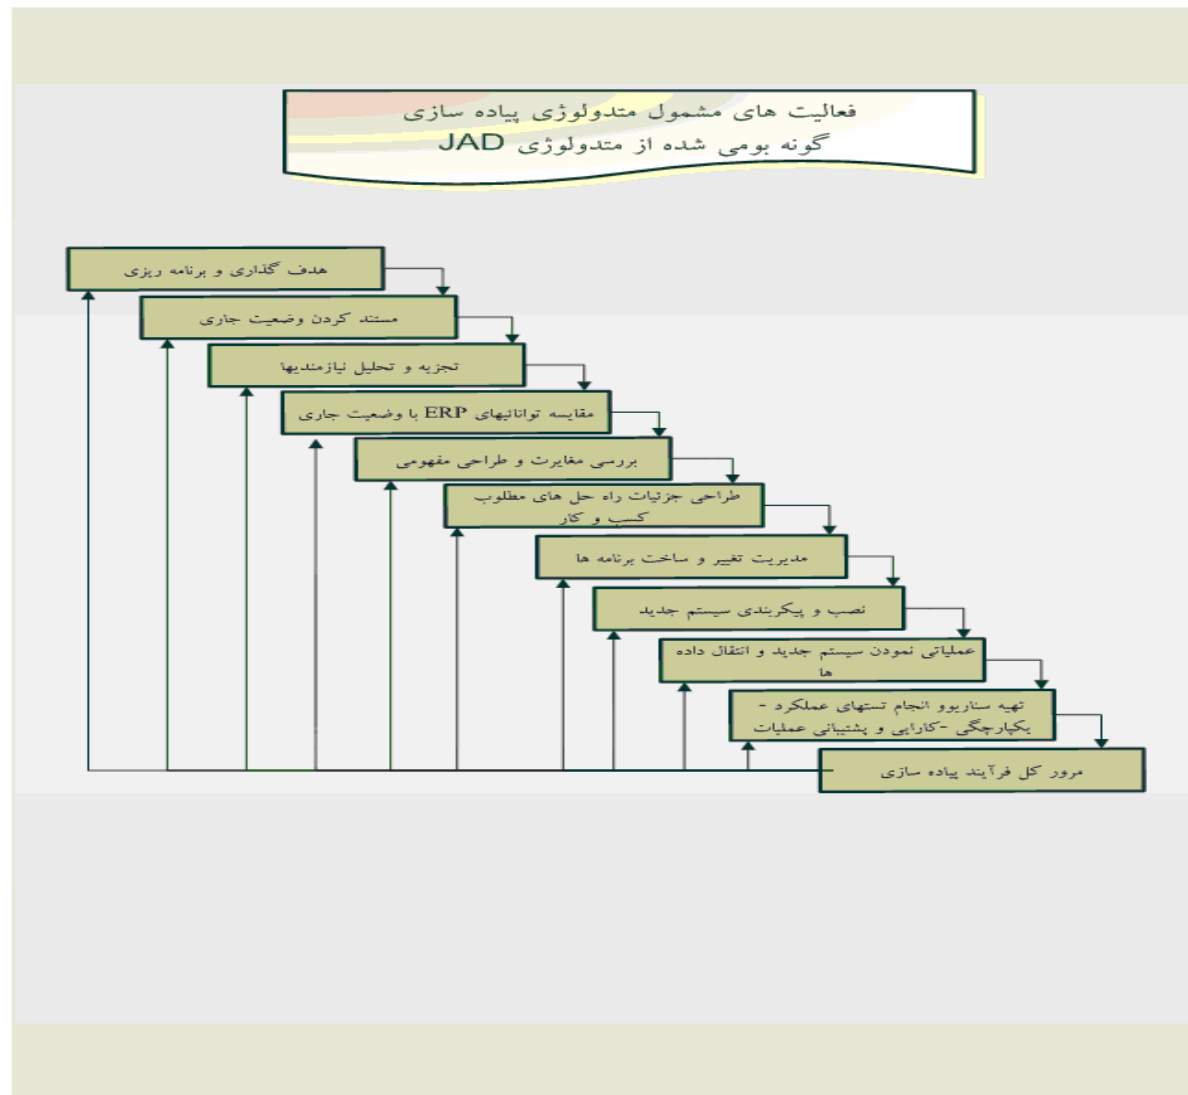 فعالیت های مشمول متدولوژی پیاده سازی
گونه بومی شده از متدولوژی JAD
هدف گذاری و برنامه ریزی
مستند کردن وضعیت جاری
تجزیه و تحلیل نیازمندیها
مقایسه توانائیهای ERP با وضعیت جاری
بررسی مغایرت و طراحی مفهومی
طراحی جزئیات راه حل های مطلوب
کسب و کار
مدیریت تغییر و ساخت برنامه ها
نصب و پیکربندی سیستم جدید
عملیاتی نمودن سیستم جدید و انتقال داده
ها
تهیه سناریوو انجام تستهای عملکرد -
یکپارچگی -کارایی و پشتیبانی عملیات
مرور کل فرآیند پیاده سازی